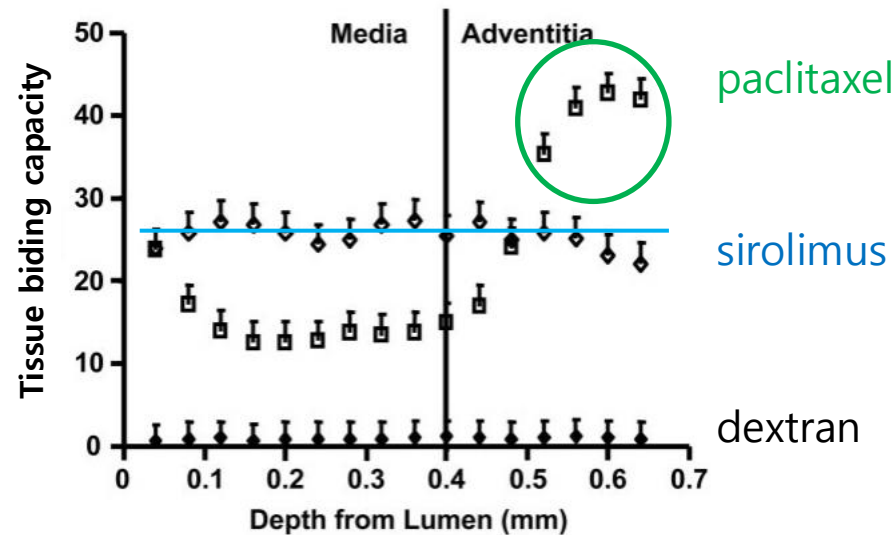 Media
Adventitia
Tissue biding capacity
50
40
30
20
10
0
0
0.1
0.2
0.3
0.4
0.5
0.6
0.7
Depth from Lumen (mm)
paclitaxel
sirolimus
dextran